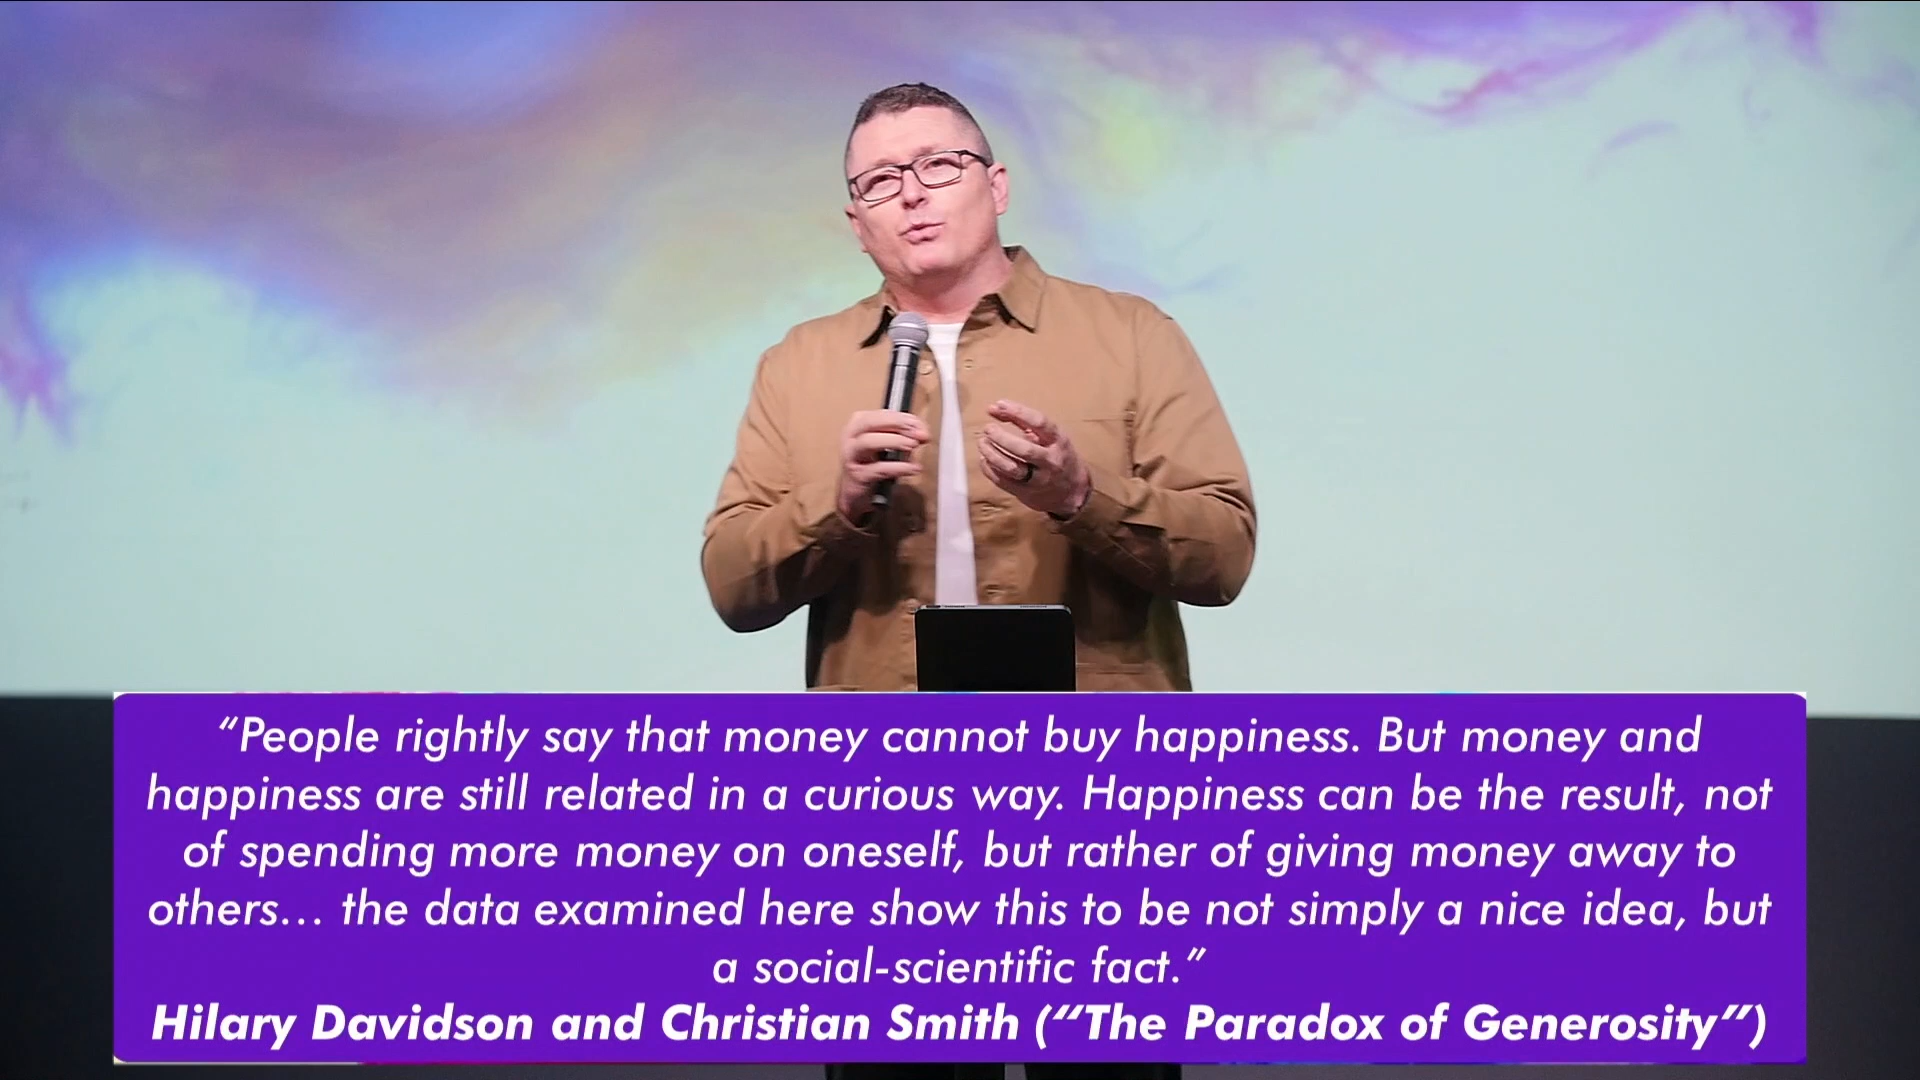 “People rightly say that money cannot buy happiness. But money and
happiness are still related in a curious way. Happiness can be the result, not
of spending more money on oneself, but rather of giving money away to
others… the data examined here show this to be not simply a nice idea, but
a social-scientific fact.”
Hilary Davidson and Christian Smith (“The Paradox of Generosity”)